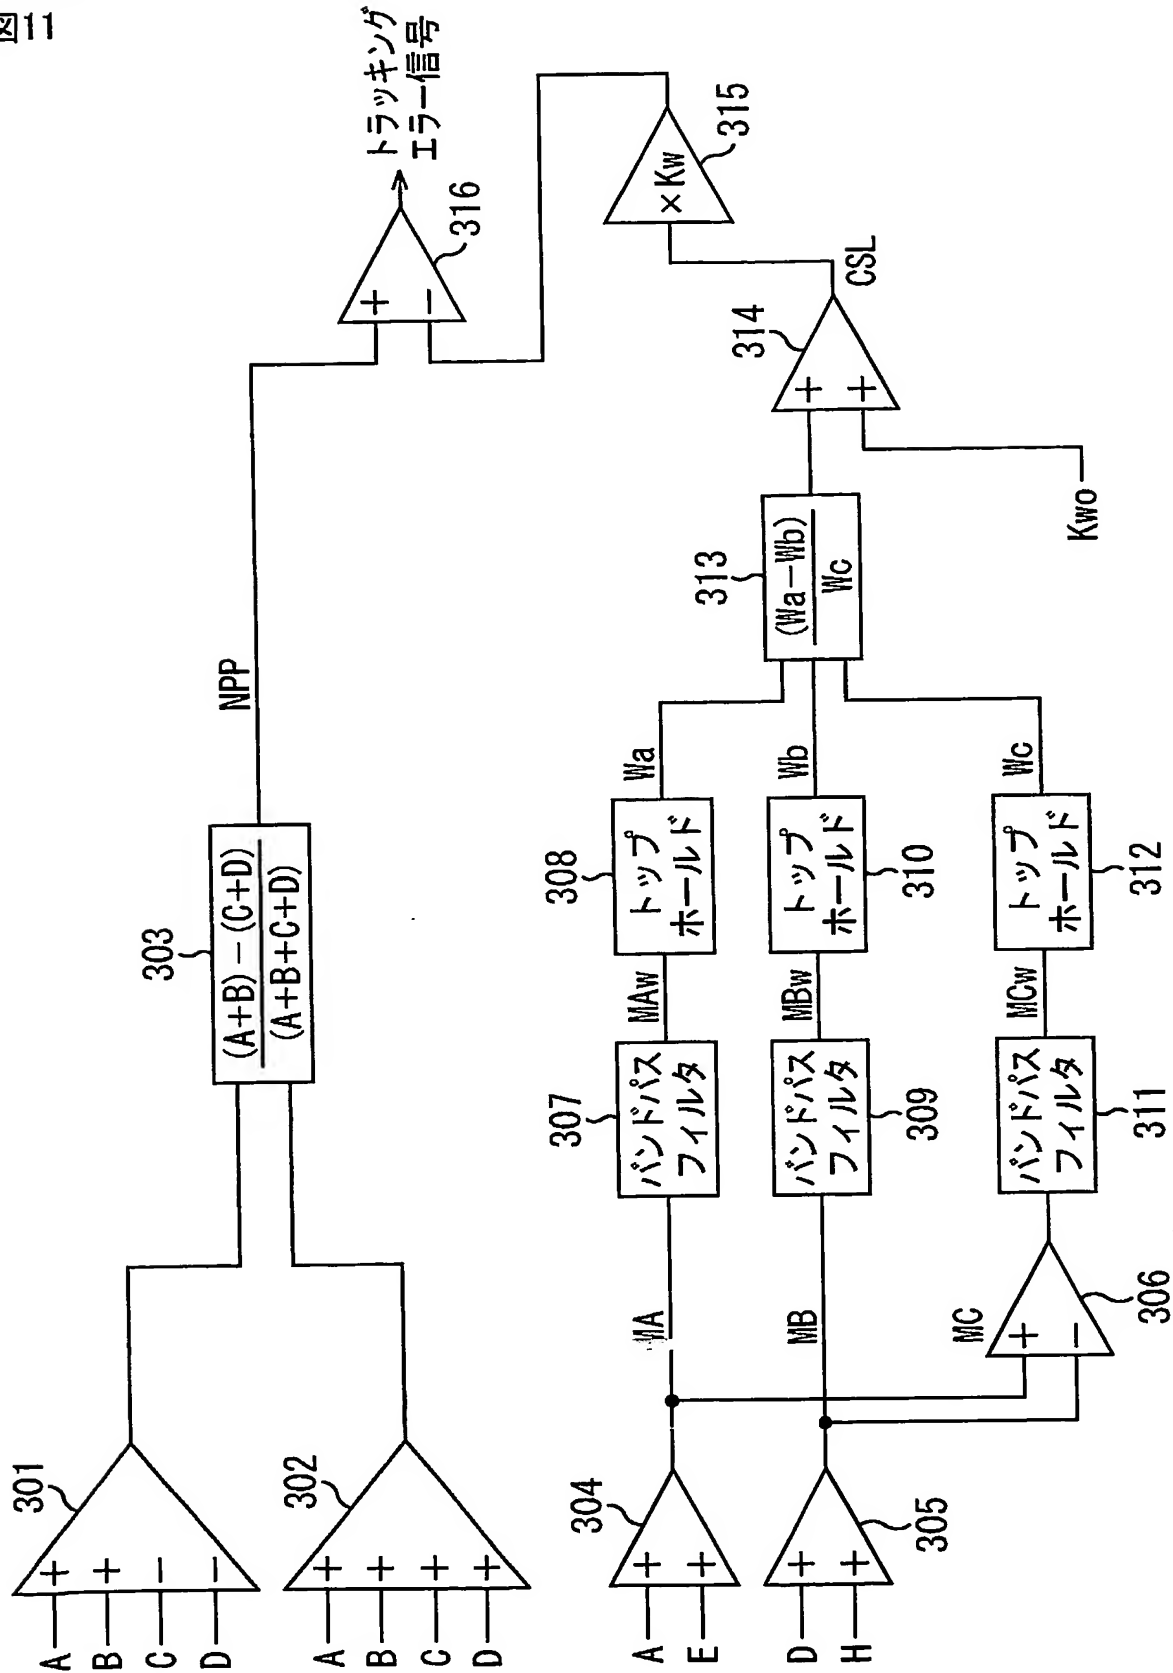 図11
A
B
C
D
+
+
−
−
301
A
B
C
D
+
+
+
+
302
303
(A+B)−(C+D)
(A+B+C+D)
NPP
+
−
316
トラッキング
エラー信号
A
E
+
+
304
MA
D
H
+
+
305
MB
MC
+
−
306
307
バンドパス
フィルタ
MAw
308
トップ
ホールド
Wa
309
バンドパス
フィルタ
MBw
310
トップ
ホールド
Wb
311
バンドパス
フィルタ
MCw
312
トップ
ホールド
Wc
313
(Wa−Wb)
Wc
Kwo
+
+
314
CSL
×Kw
315